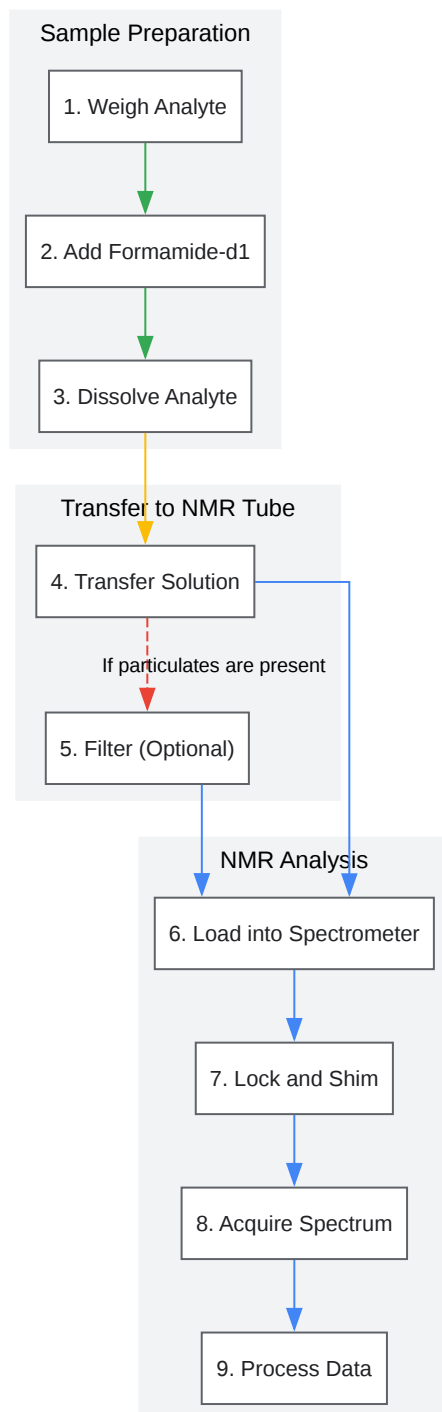 Sample Preparation
1. Weigh Analyte
2. Add Formamide-d1
3. Dissolve Analyte
Transfer to NMR Tube
4. Transfer Solution
If particulates are present
5. Filter (Optional)
NMR Analysis
6. Load into Spectrometer
7. Lock and Shim
8. Acquire Spectrum
9. Process Data